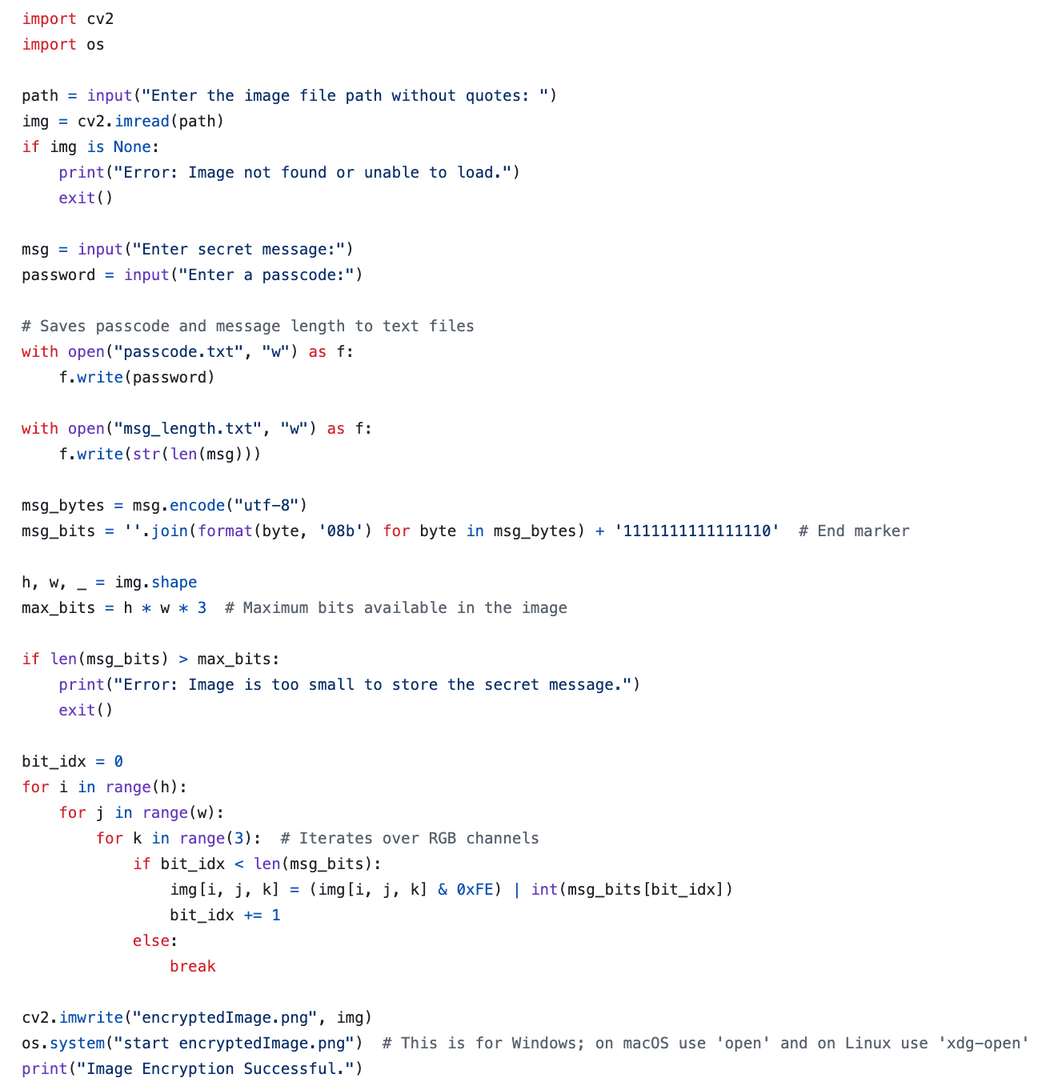 import cv2
import os

path = input("Enter the image file path without quotes: ")
img = cv2.imread(path)
if img is None:
    print("Error: Image not found or unable to load.")
    exit()

msg = input("Enter secret message:")
password = input("Enter a passcode:")

# Saves passcode and message length to text files
with open("passcode.txt", "w") as f:
    f.write(password)

with open("msg_length.txt", "w") as f:
    f.write(str(len(msg)))

msg_bytes = msg.encode("utf-8")
msg_bits = ''.join(format(byte, '08b') for byte in msg_bytes) + '1111111111111110'  # End marker

h, w, _ = img.shape
max_bits = h * w * 3  # Maximum bits available in the image

if len(msg_bits) > max_bits:
    print("Error: Image is too small to store the secret message.")
    exit()

bit_idx = 0
for i in range(h):
    for j in range(w):
        for k in range(3):  # Iterates over RGB channels
            if bit_idx < len(msg_bits):
                img[i, j, k] = (img[i, j, k] & 0xFE) | int(msg_bits[bit_idx])
                bit_idx += 1
            else:
                break

cv2.imwrite("encryptedImage.png", img)
os.system("start encryptedImage.png")  # This is for Windows; on macOS use 'open' and on Linux use 'xdg-open'
print("Image Encryption Successful.")